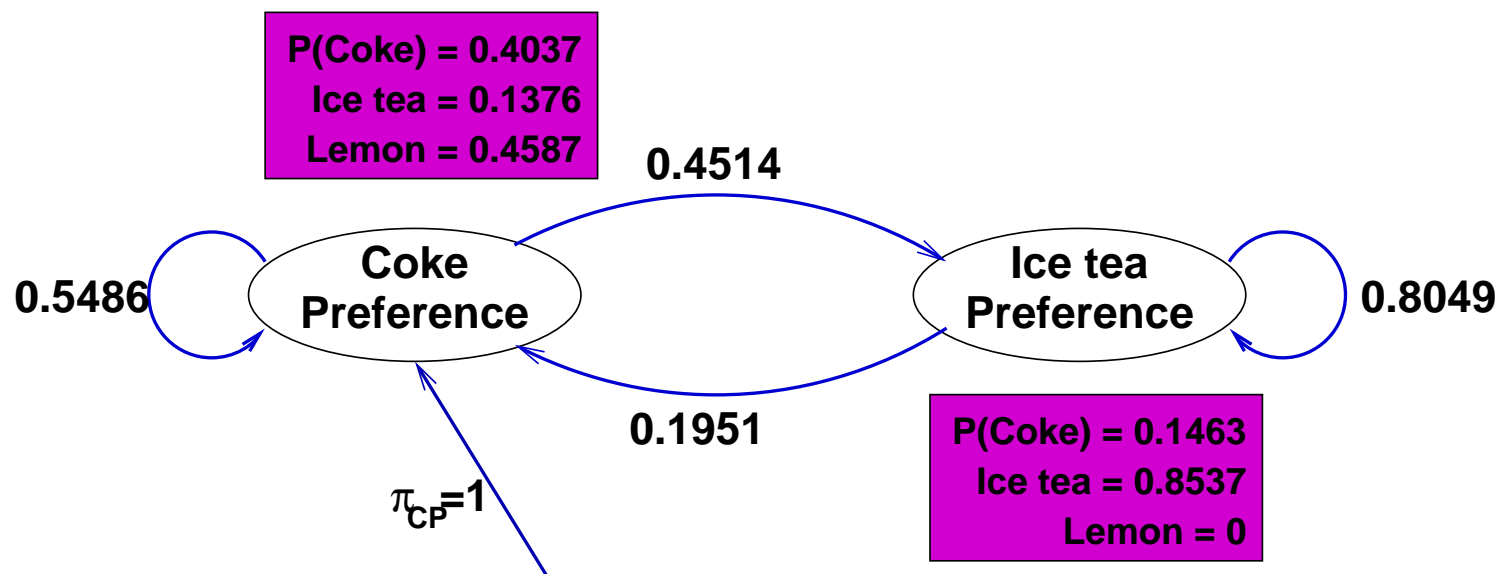 P(Coke) = 0.4037
Ice tea = 0.1376
Lemon = 0.4587
0.4514
Coke
Preference
Ice tea
Preference
0.5486
0.8049
0.1951
P(Coke) = 0.1463
Ice tea = 0.8537
Lemon = 0
πCP=1